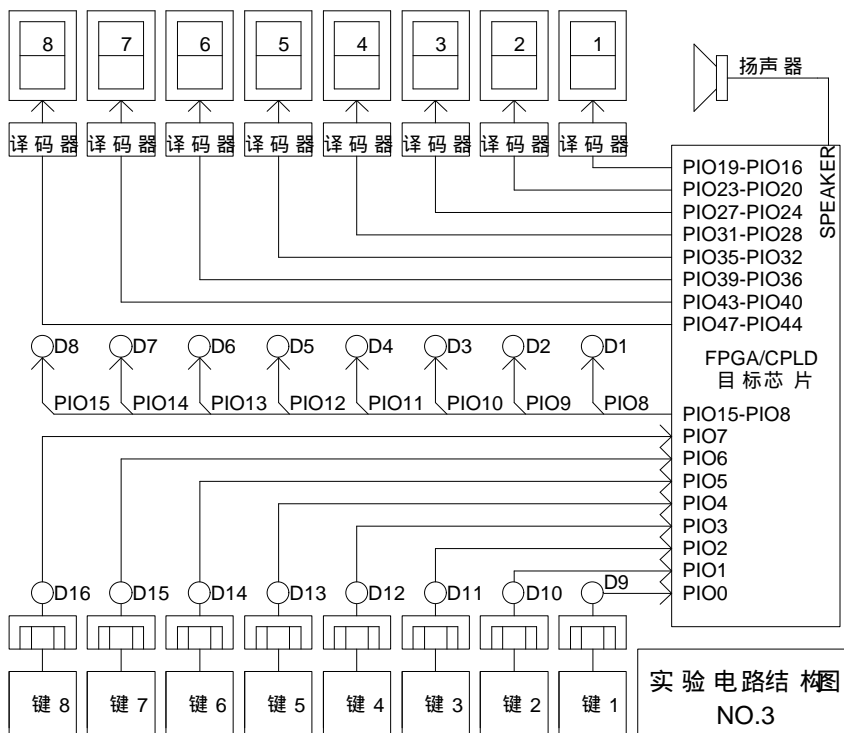 8 7 6 5 4 3 2 1
扬声器
译码器 译码器 译码器 译码器 译码器 译码器 译码器 译码器
SPEAKER
PIO19-PIO16
PIO23-PIO20
PIO27-PIO24
PIO31-PIO28
PIO35-PIO32
PIO39-PIO36
PIO43-PIO40
PIO47-PIO44
D8 D7 D6 D5 D4 D3 D2 D1
FPGA/CPLD
目标芯片
PIO15 PIO14 PIO13 PIO12 PIO11 PIO10 PIO9 PIO8
PIO15-PIO8
PIO7
PIO6
PIO5
PIO4
PIO3
PIO2
PIO1
PIO0
D16 D15 D14 D13 D12 D11 D10 D9
键8 键7 键6 键5 键4 键3 键2 键1
实验电路结构图
NO.3